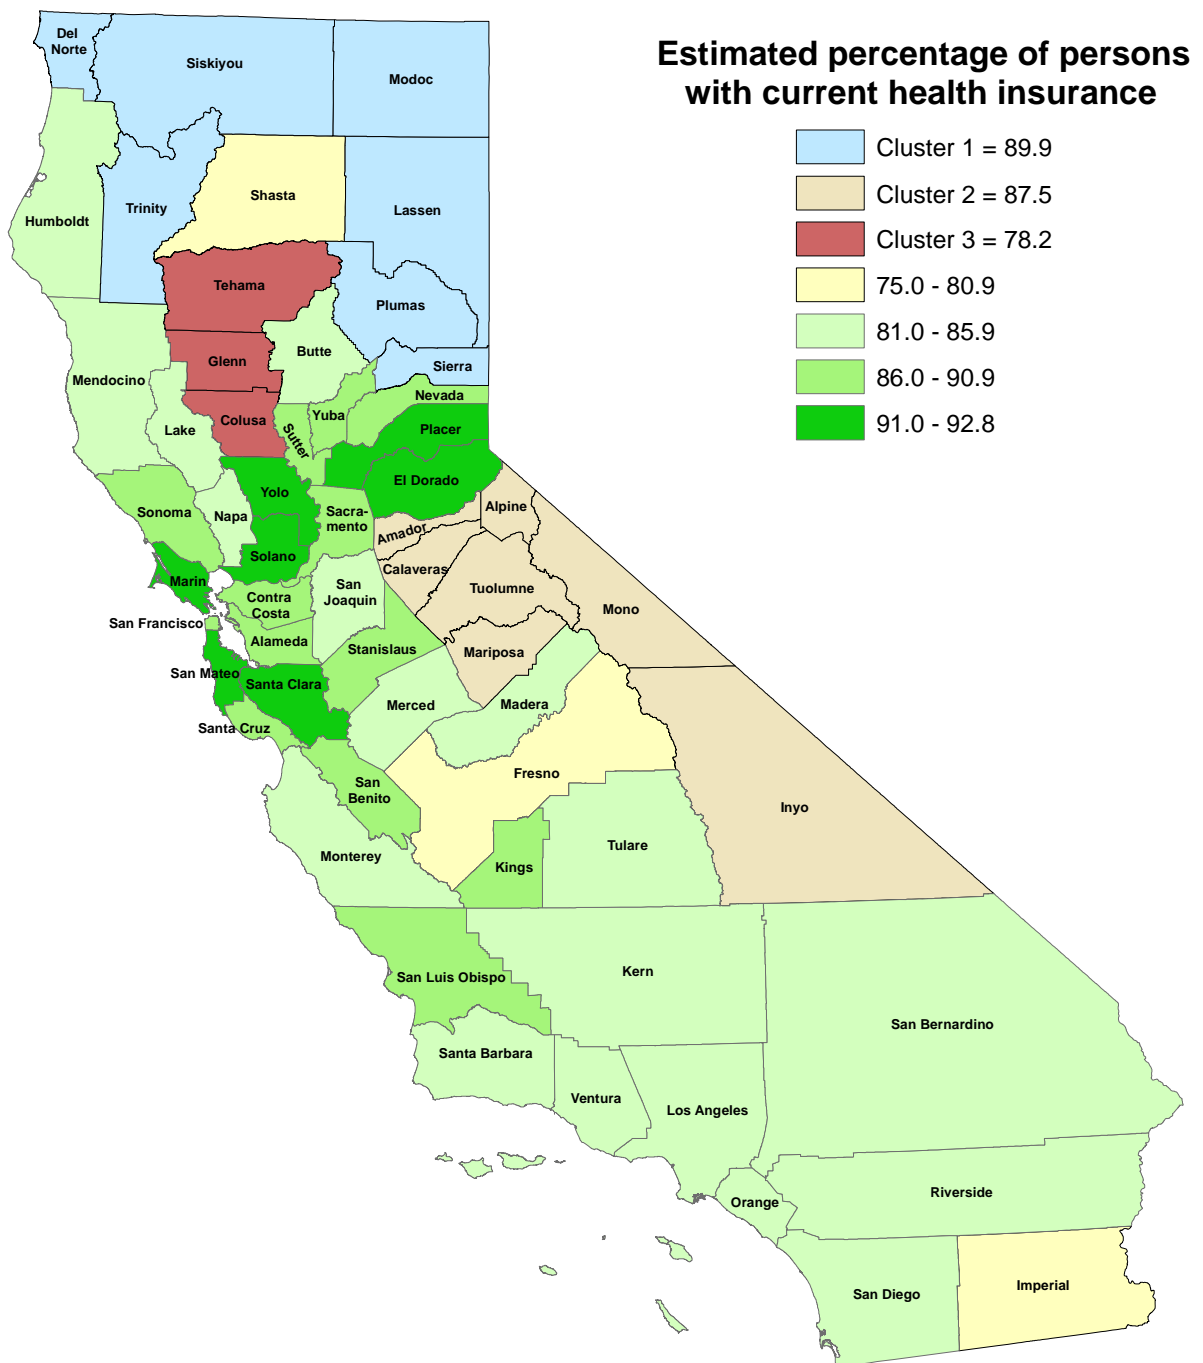 Estimated percentage of persons
with current health insurance
Cluster 1 = 89.9
Cluster 2 = 87.5
Cluster 3 = 78.2
75.0 - 80.9
81.0 - 85.9
86.0 - 90.9
91.0 - 92.8
Del
Norte
Siskiyou
Modoc
Shasta
Trinity
Lassen
Humboldt
Tehama
Plumas
Butte
Glenn
Sierra
Mendocino
Nevada
Yuba
Colusa
Lake
Sutter
Placer
El Dorado
Yolo
Sonoma
Napa
Sacra-
mento
Alpine
Amador
Solano
Calaveras
Marin
San
Joaquin
Tuolumne
Contra
Costa
Mono
San Francisco
Alameda
Stanislaus
Mariposa
San Mateo
Santa Clara
Merced
Madera
Santa Cruz
Fresno
San
Benito
Inyo
Tulare
Monterey
Kings
Kern
San Luis Obispo
San Bernardino
Santa Barbara
Ventura
Los Angeles
Riverside
Orange
Imperial
San Diego